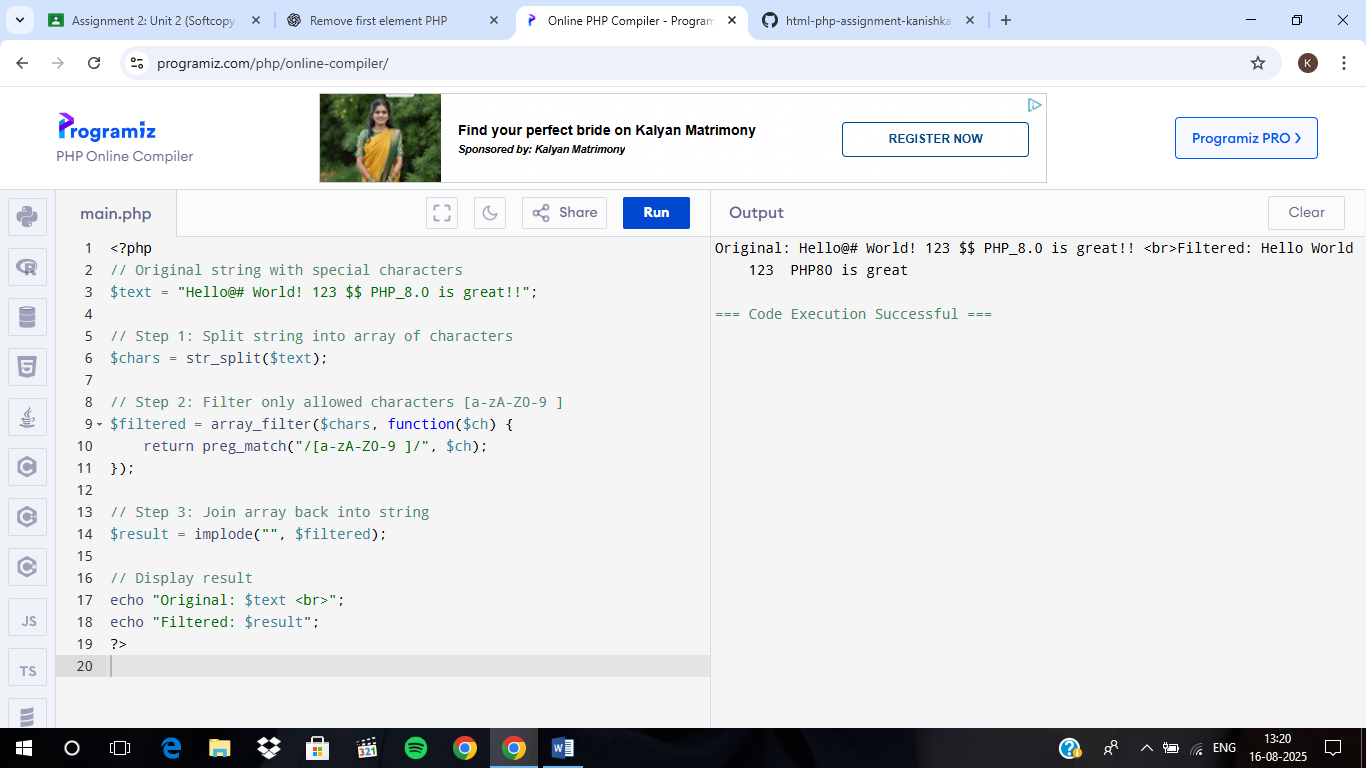 Assignment 2: Unit 2 (Softcopy
Remove first element PHP
Online PHP Compiler - Program
html-php-assignment-kanishka
programiz.com/php/online-compiler/
K
Programiz
PHP Online Compiler
Find your perfect bride on Kalyan Matrimony
Sponsored by: Kalyan Matrimony
REGISTER NOW
Programiz PRO >
main.php
Share
Run
Output
Clear
1 <?php
2 // Original string with special characters
3 $text = "Hello@# World! 123 $$ PHP_8.0 is great!!";
4
5 // Step 1: Split string into array of characters
6 $chars = str_split($text);
7
8 // Step 2: Filter only allowed characters [a-zA-Z0-9 ]
9 $filtered = array_filter($chars, function($ch) {
10     return preg_match("/[a-zA-Z0-9 ]/", $ch);
11 });
12
13 // Step 3: Join array back into string
14 $result = implode("", $filtered);
15
16 // Display result
17 echo "Original: $text <br>";
18 echo "Filtered: $result";
19 ?>
20
Original: Hello@# World! 123 $$ PHP_8.0 is great!! <br>Filtered: Hello World
123  PHP80 is great
=== Code Execution Successful ===
JS
TS
321
ENG
13:20
16-08-2025